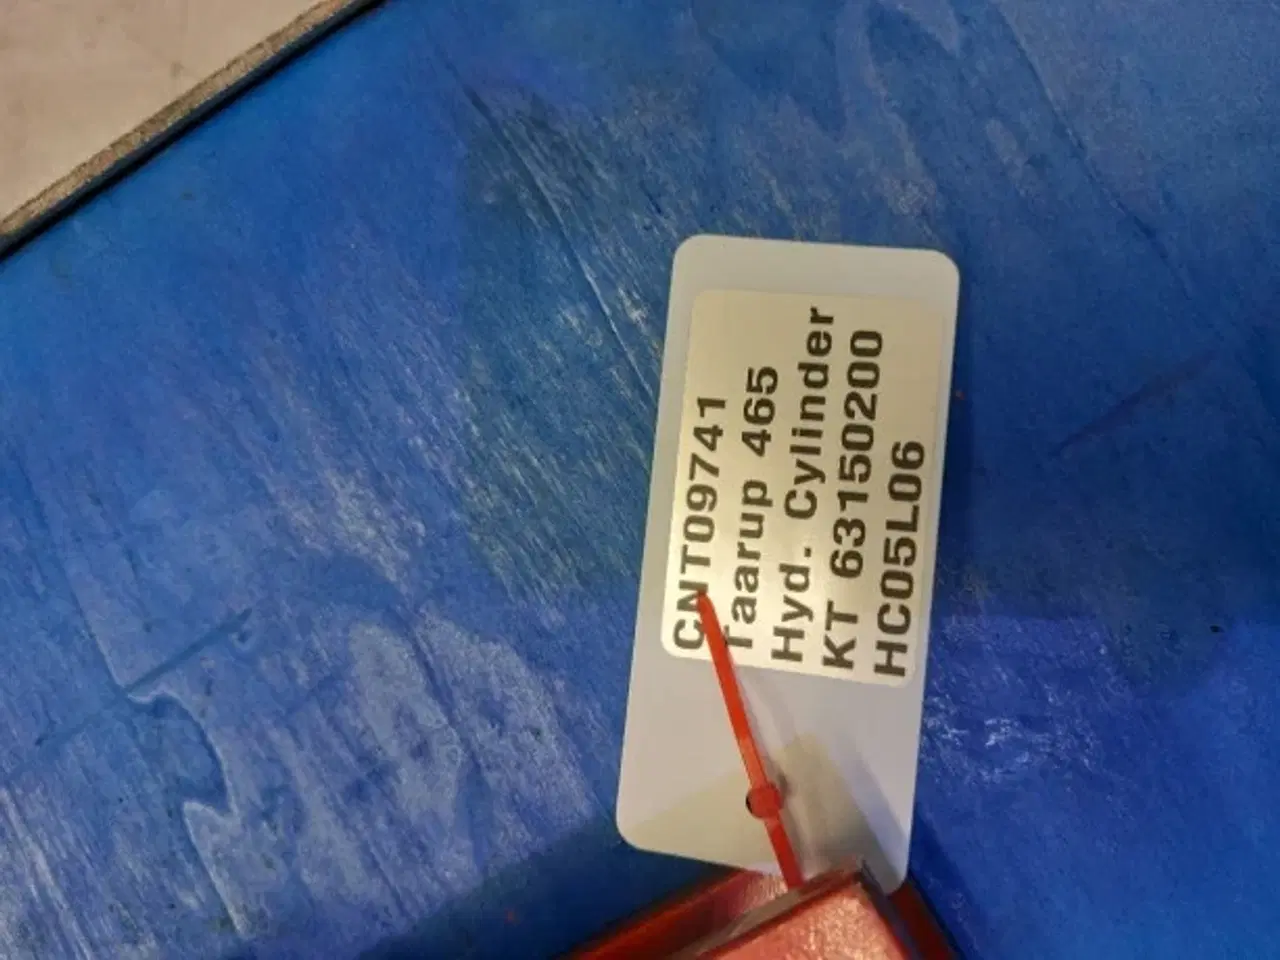 CNT09741
Taarup 465
Hyd. Cylinder
KT 63150200
HC05L06